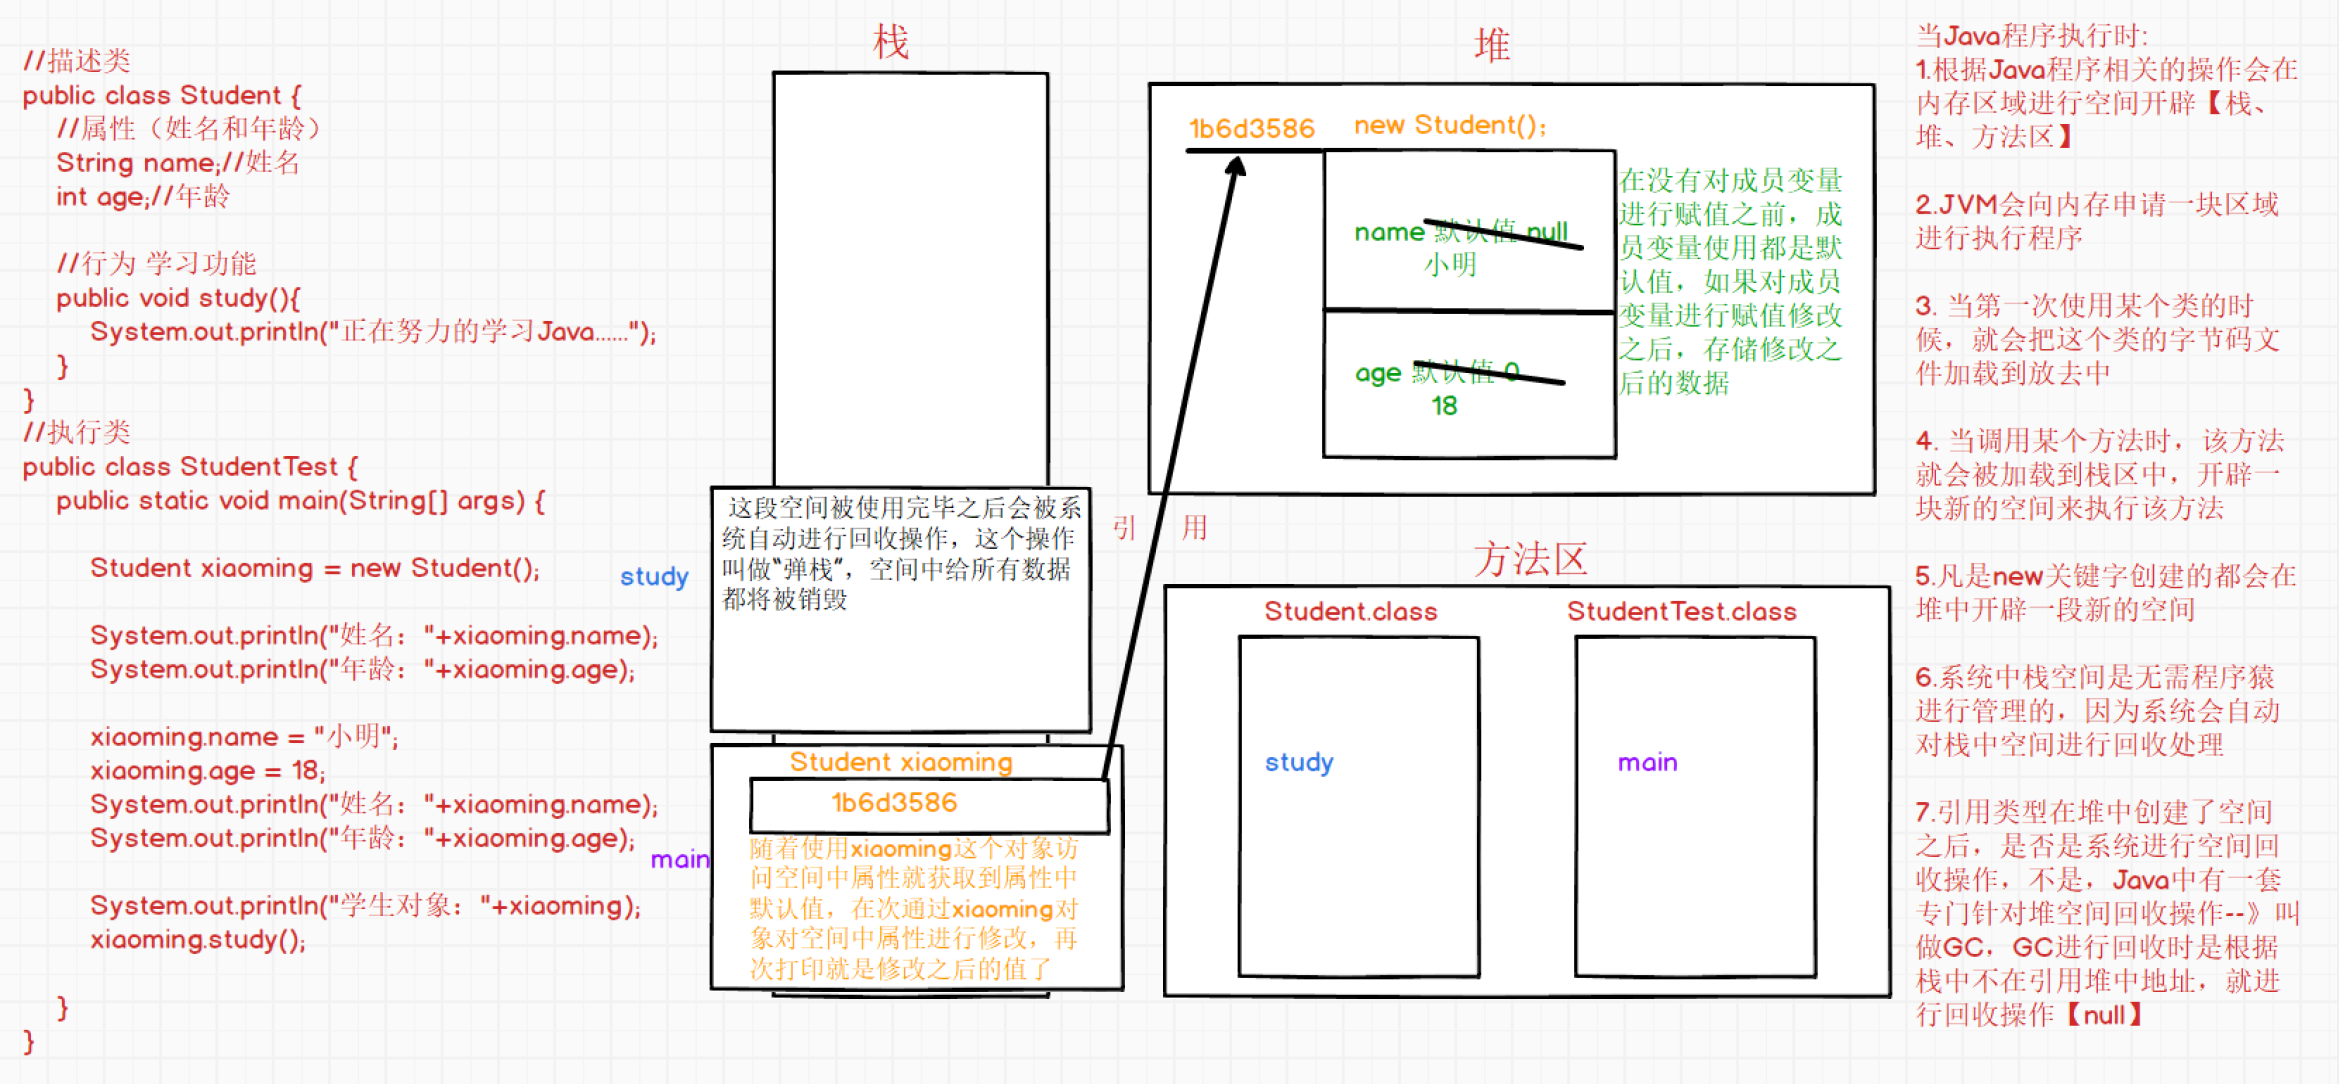 //描述类
public class Student {
//属性（姓名和年龄）
String name;//姓名
int age;//年龄
//行为 学习功能
public void study(){
System.out.println("正在努力的学习Java......");
}
}
//执行类
public class StudentTest {
public static void main(String[] args) {
Student xiaoming = new Student();
System.out.println("姓名："+xiaoming.name);
System.out.println("年龄："+xiaoming.age);
xiaoming.name = "小明";
xiaoming.age = 18;
System.out.println("姓名："+xiaoming.name);
System.out.println("年龄："+xiaoming.age);
System.out.println("学生对象："+xiaoming);
xiaoming.study();
}
}
栈
study
这段空间被使用完毕之后会被系
统自动进行回收操作，这个操作
叫做“弹栈”，空间中给所有数据
都将被销毁
main
Student xiaoming
1b6d3586
随着使用xiaoming这个对象访
问空间中属性就获取到属性中
默认值，在次通过xiaoming对
象对空间中属性进行修改，再
次打印就是修改之后的值了
引 用
堆
1b6d3586
new Student();
name 默认值 null
小明
age 默认值 0
18
在没有对成员变量
进行赋值之前，成
员变量使用都是默
认值，如果对成员
变量进行赋值修改
之后，存储修改之
后的数据
方法区
Student.class
study
StudentTest.class
main
当Java程序执行时:
1.根据Java程序相关的操作会在
内存区域进行空间开辟【栈、
堆、方法区】
2.JVM会向内存申请一块区域
进行执行程序
3. 当第一次使用某个类的时
候，就会把这个类的字节码文
件加载到放去中
4. 当调用某个方法时，该方法
就会被加载到栈区中，开辟一
块新的空间来执行该方法
5.凡是new关键字创建的都会在
堆中开辟一段新的空间
6.系统中栈空间是无需程序猿
进行管理的，因为系统会自动
对栈中空间进行回收处理
7.引用类型在堆中创建了空间
之后，是否是系统进行空间回
收操作，不是，Java中有一套
专门针对堆空间回收操作--》叫
做GC，GC进行回收时是根据
栈中不在引用堆中地址，就进
行回收操作【null】